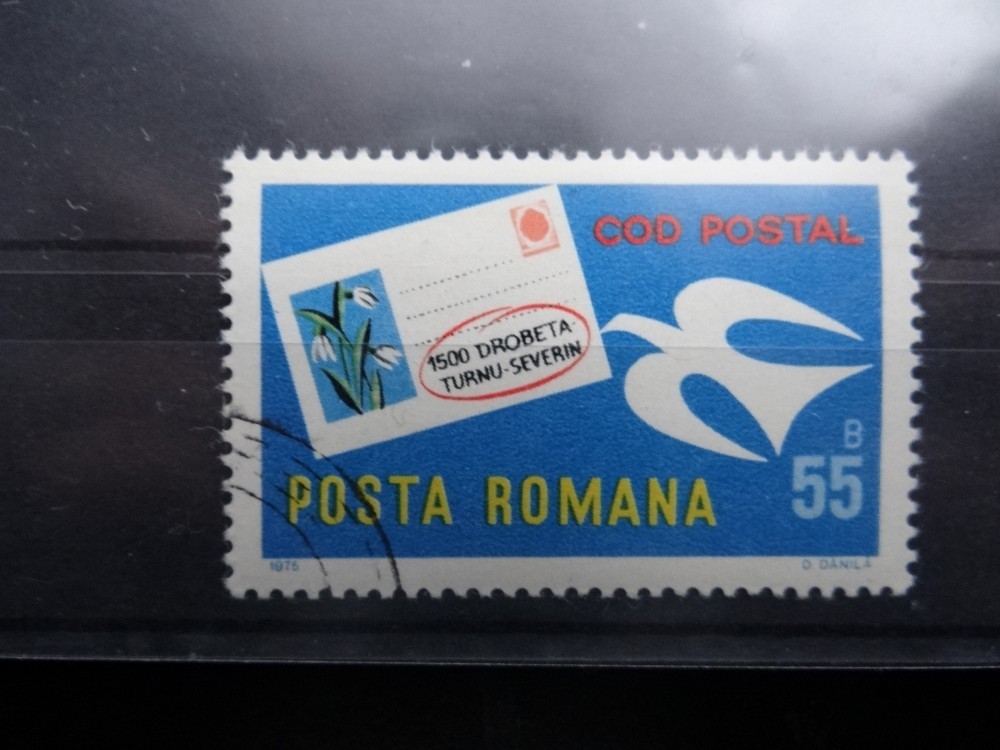 COD POSTAL
1500 DROBETA-
TURNU-SEVERIN
B
55
POSTA ROMANA
1975
D. DĂNILĂ